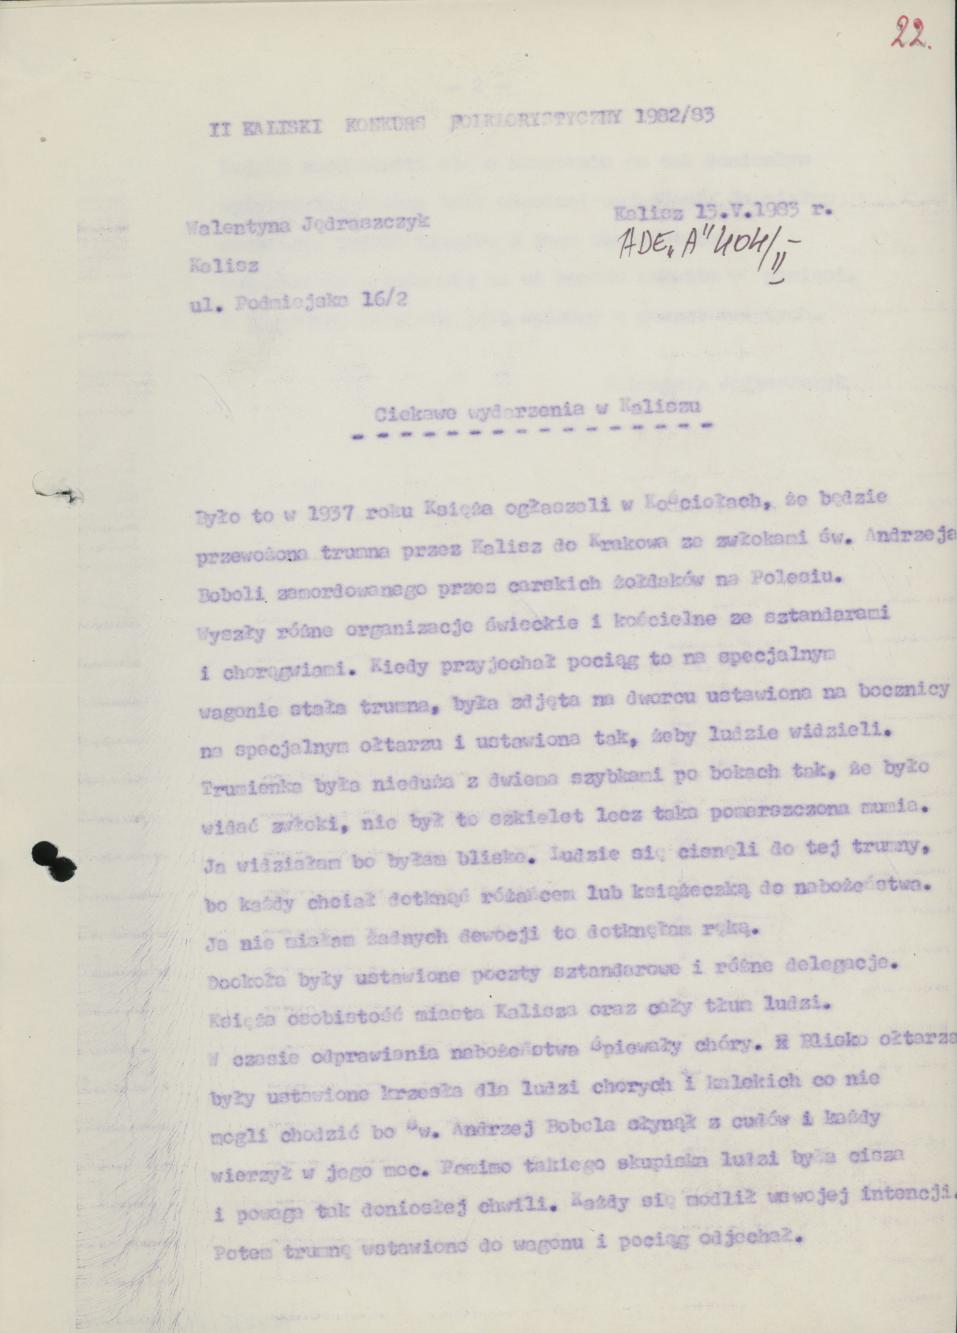 22.
II KALISKI KONKURS FOLKLORYSTYCZNY 1982/83
Walentyna Jędraszczyk
Kalisz 13.V.1983 r.
ADE„A" 404/II
Kalisz
ul. Podmiejska 16/2
Ciekawe wydarzenia w Kaliszu
Było to w 1937 roku Księża ogłaszali w Kościołach, że będzie
przewożona trumna przez Kalisz do Krakowa ze zwłokami św. Andrzeja
Boboli zamordowanego przez carskich żołdaków na Polesiu.
Wyszły różne organizacje świeckie i kościelne ze sztandarami
i chorągwiami. Kiedy przyjechał pociąg to na specjalnym
wagonie stała trumna, była zdjęta na dworcu ustawiona na bocznicy
na specjalnym ołtarzu i ustawiona tak, żeby ludzie widzieli.
Trumienka była nieduża z dwiema szybkami po bokach tak, że było
widać zwłoki, nie był to szkielet lecz taka pomarszczona mumia.
Ja widziałam bo byłam blisko. Ludzie się cisnęli do tej trumny,
bo każdy chciał dotknąć różańcem lub książeczką do nabożeństwa.
Ja nie miałam żadnych dewocji to dotknęłam ręką.
Dookoła były ustawione poczty sztandarowe i różne delegacje.
Księża osobistość miasta Kalisza oraz cały tłum ludzi.
W czasie odprawiania nabożeństwa śpiewały chóry. Blisko ołtarza
były ustawione krzesła dla ludzi chorych i kalekich co nie
mogli chodzić bo św. Andrzej Bobola słynął z cudów i każdy
wierzył w jego moc. Pomimo takiego skupiska ludzi była cisza
i powaga tak doniosłej chwili. Każdy się modlił wswojej intencji.
Potem trumnę wstawiono do wagonu i pociąg odjechał.